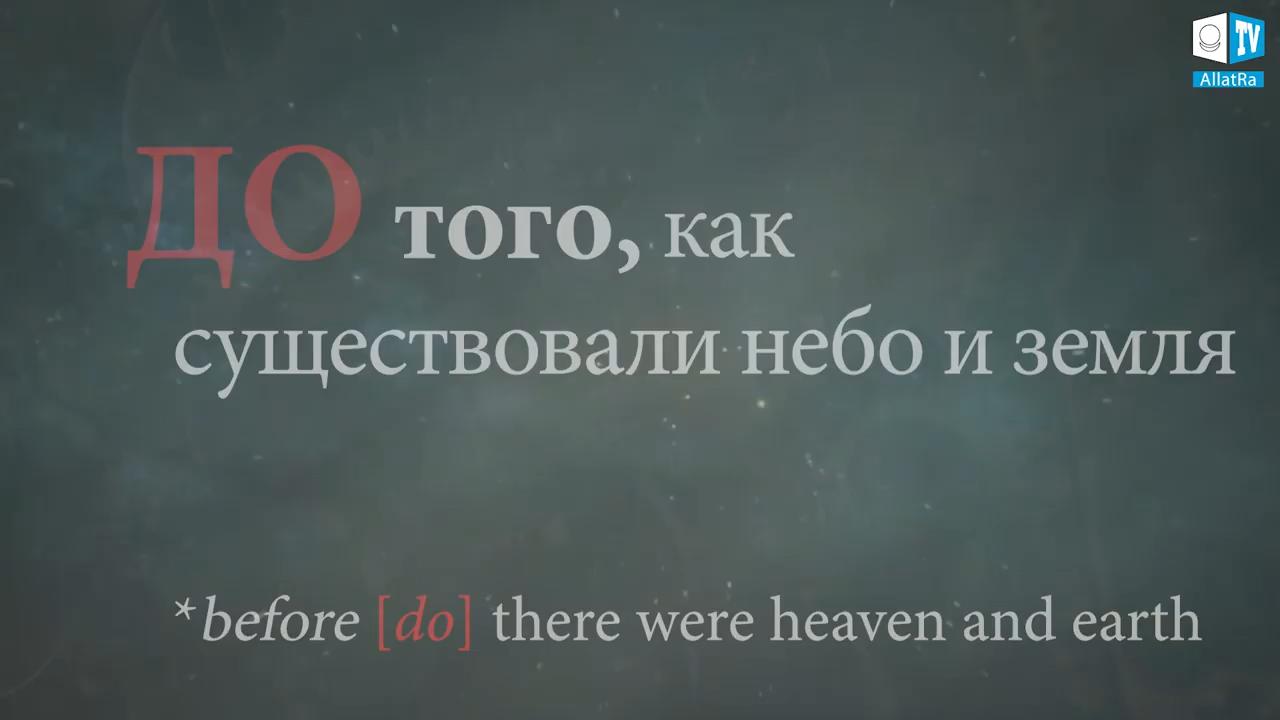 TV
AllatRa
ДО того, как
существовали небо и земля
*before [do] there were heaven and earth